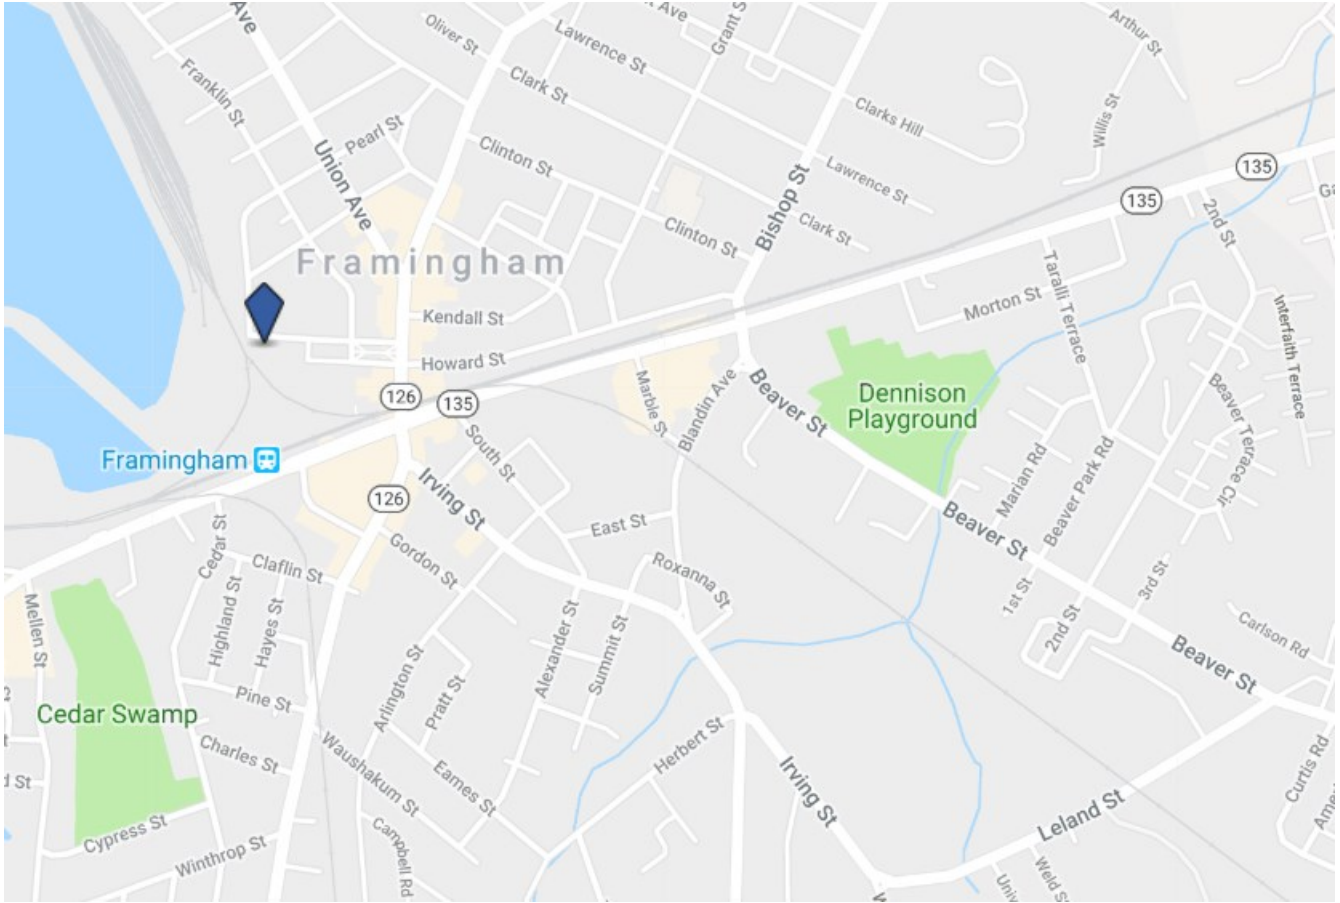 Ave
Oliver St
Lawrence St
Grant S
Arthur St
Franklin St
Clark St
Clarks Hill
Willis St
Pearl St
Union Ave
Clinton St
Bishop St
Lawrence St
135
135
Clinton St
Clark St
2nd St
Framingham
Taralli Terrace
Kendall St
Morton St
Interfaith Terrace
Howard St
126
135
Marble St
Blandin Ave
Beaver St
Dennison
Playground
Beaver Terrace Cir
Framingham
South St
126
Irving St
East St
Marian Rd
Beaver Park Rd
Beaver St
Cedar St
Claflin St
Gordon St
Roxanna St
1st St
3rd St
2nd St
Mellen St
Highland St
Hayes St
Alexander St
Summit St
Carlson Rd
Beaver St
Arlington St
Pratt St
Pine St
Cedar Swamp
Charles St
Waushakum St
Eames St
Herbert St
Irving St
Curtis Rd
Leland St
Cypress St
Winthrop St
Campbell Rd
Weld S
Univ